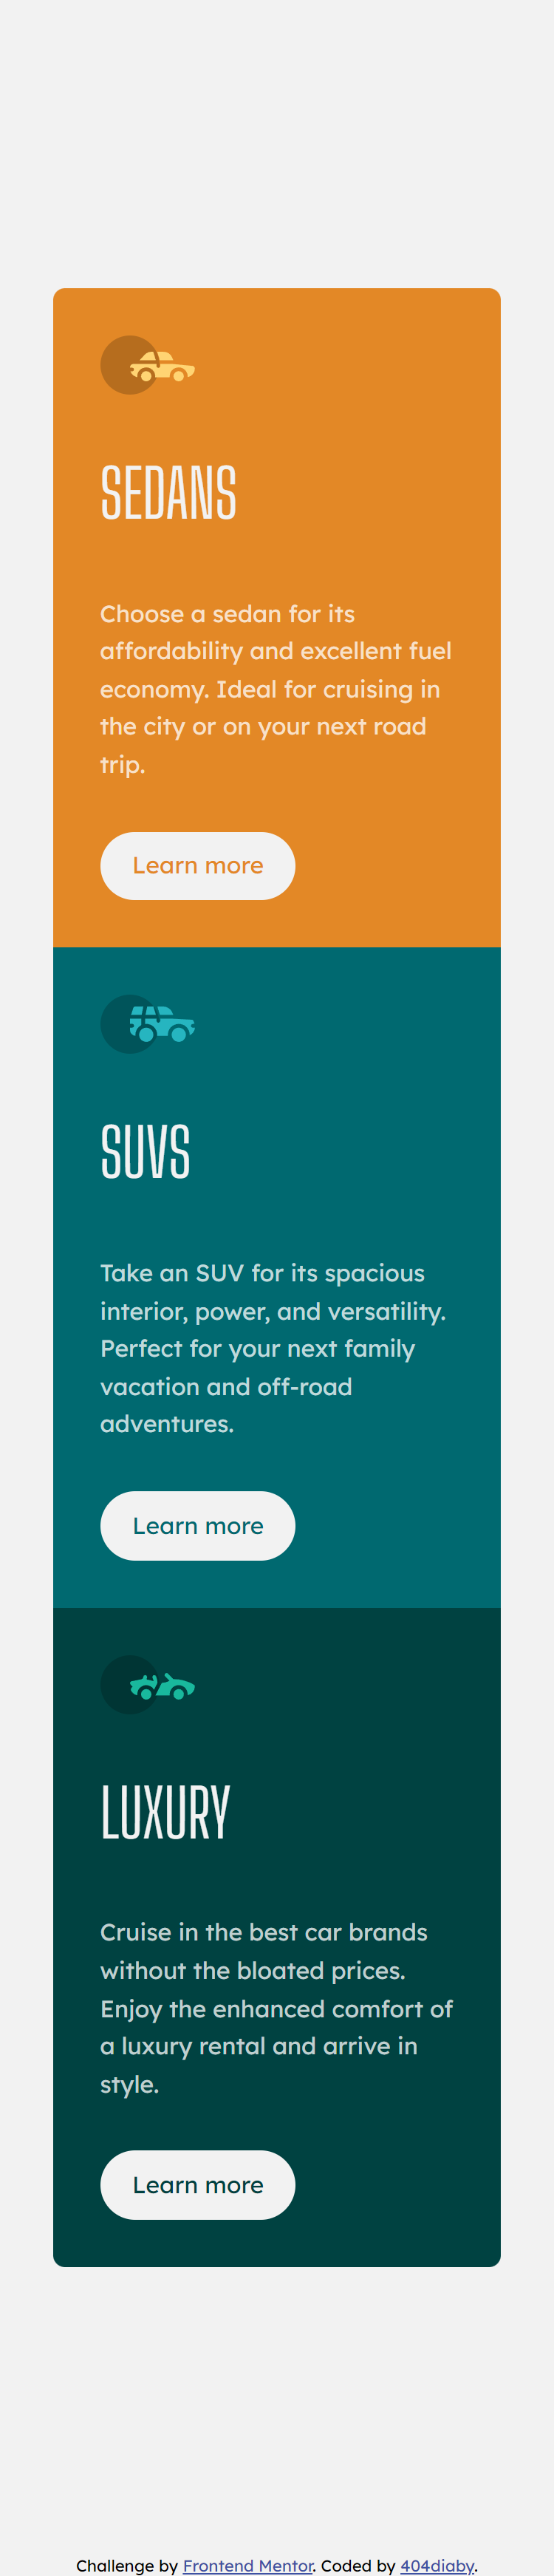 SEDANS
Choose a sedan for its
affordability and excellent fuel
economy. Ideal for cruising in
the city or on your next road
trip.
Learn more
SUVS
Take an SUV for its spacious
interior, power, and versatility.
Perfect for your next family
vacation and off-road
adventures.
Learn more
LUXURY
Cruise in the best car brands
without the bloated prices.
Enjoy the enhanced comfort of
a luxury rental and arrive in
style.
Learn more
Challenge by Frontend Mentor. Coded by 404diaby.